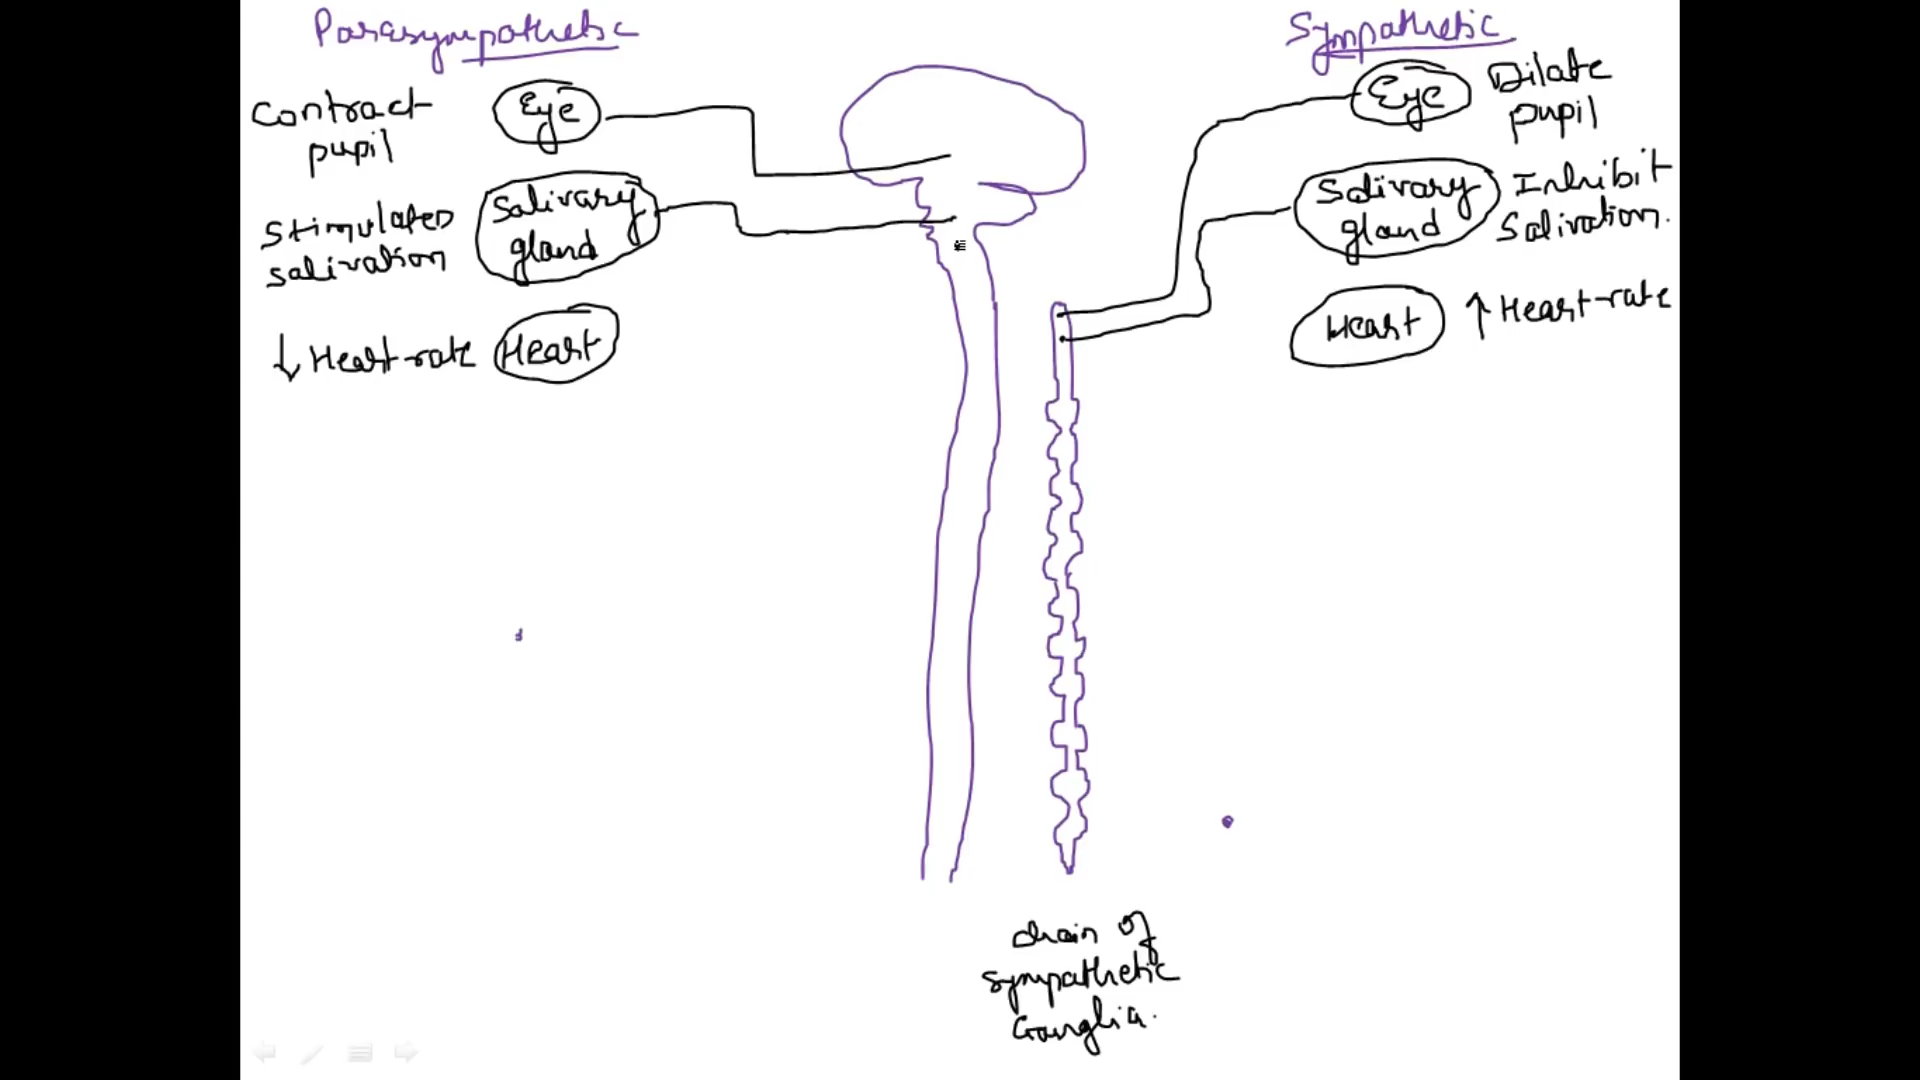 Parasympathetic
Contract
pupil
Eye
Stimulates
salivation
Salivary
gland
↓ Heart-rate
Heart
Sympathetic
Eye
Dilate
pupil
Salivary
gland
Inhibit
Salivation.
Heart
↑ Heart-rate
chain of
sympathetic
Ganglia.